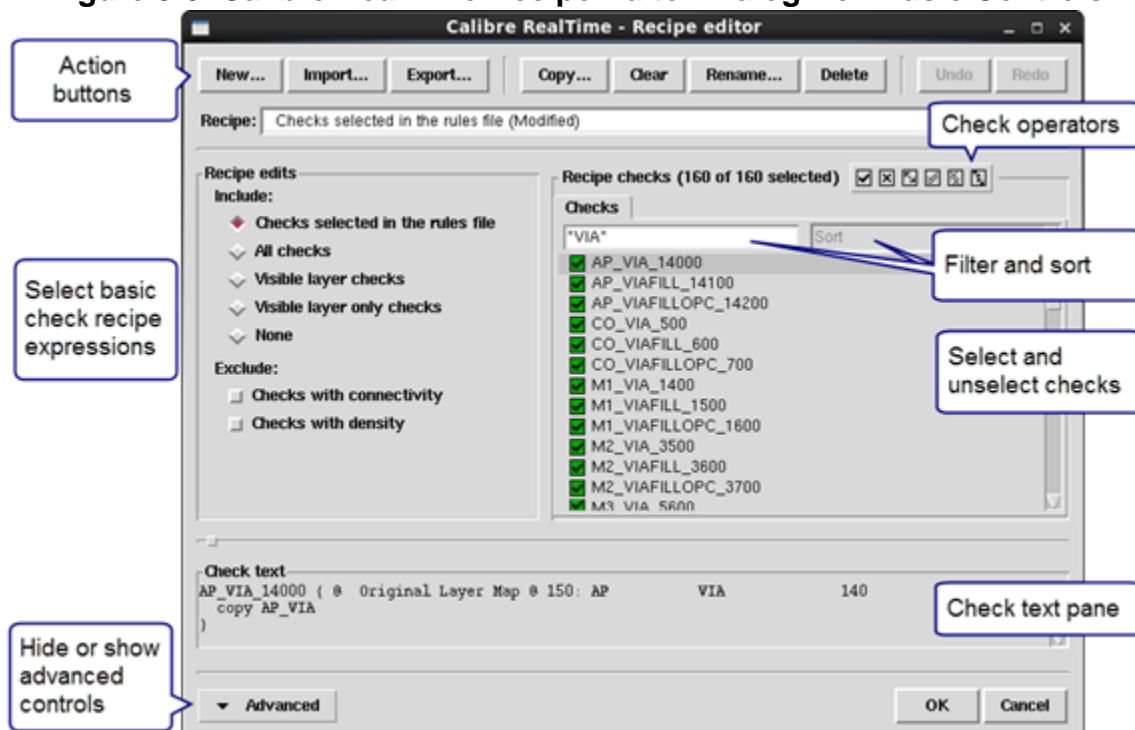 Calibre RealTime - Recipe editor
Action
buttons
New... Import... Export... Copy... Clear Rename... Delete Undo Redo
Recipe: Checks selected in the rules file (Modified)
Check operators
Recipe edits
Include:
Checks selected in the rules file
All checks
Visible layer checks
Visible layer only checks
None
Exclude:
Checks with connectivity
Checks with density
Select basic
check recipe
expressions
Recipe checks (160 of 160 selected)
Checks
*VIA* Sort
Filter and sort
AP_VIA_14000
AP_VIAFILL_14100
AP_VIAFILLOPC_14200
CO_VIA_500
CO_VIAFILL_600
CO_VIAFILLOPC_700
M1_VIA_1400
M1_VIAFILL_1500
M1_VIAFILLOPC_1600
M2_VIA_3500
M2_VIAFILL_3600
M2_VIAFILLOPC_3700
M3_VIA_5600
Select and
unselect checks
Check text
AP_VIA_14000 { @ Original Layer Map @ 150: AP VIA 140
copy AP_VIA
}
Check text pane
Hide or show
advanced
controls
Advanced
OK Cancel